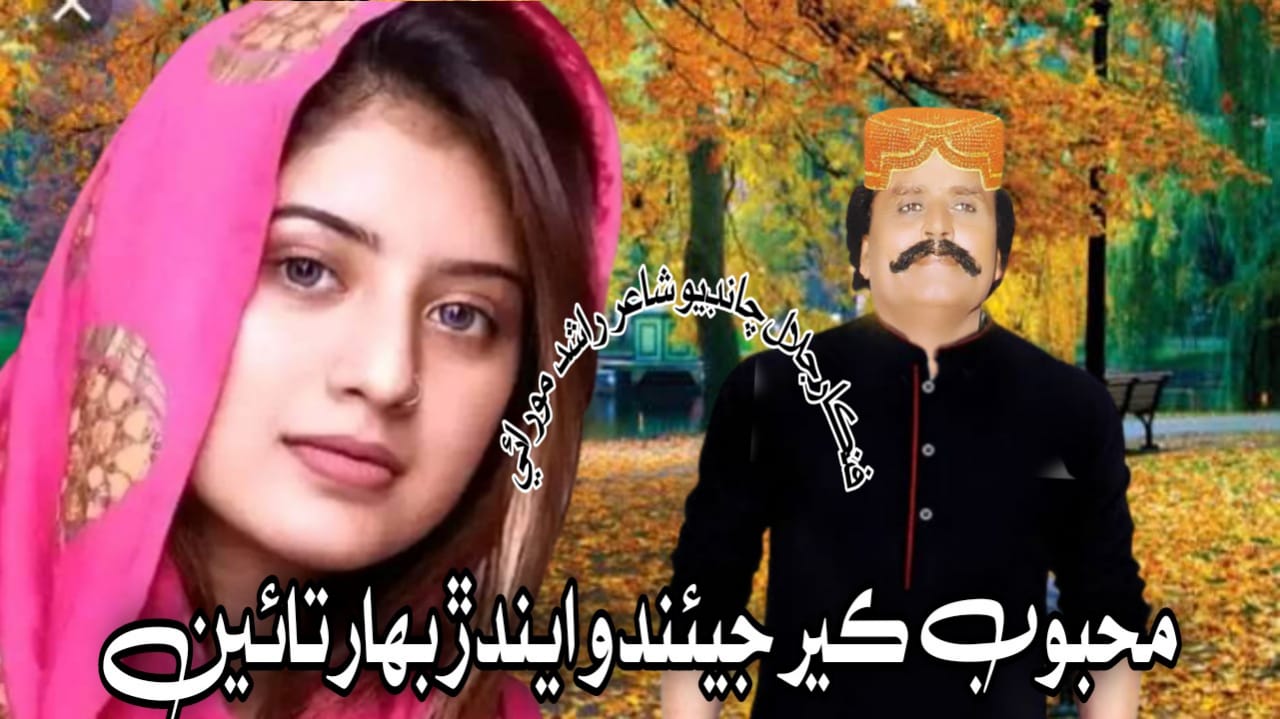 فنڪار جلال چانڊيو شاعر راشد مورائي
محبوب ڪير جيئندو ايندڙ بهار تائين